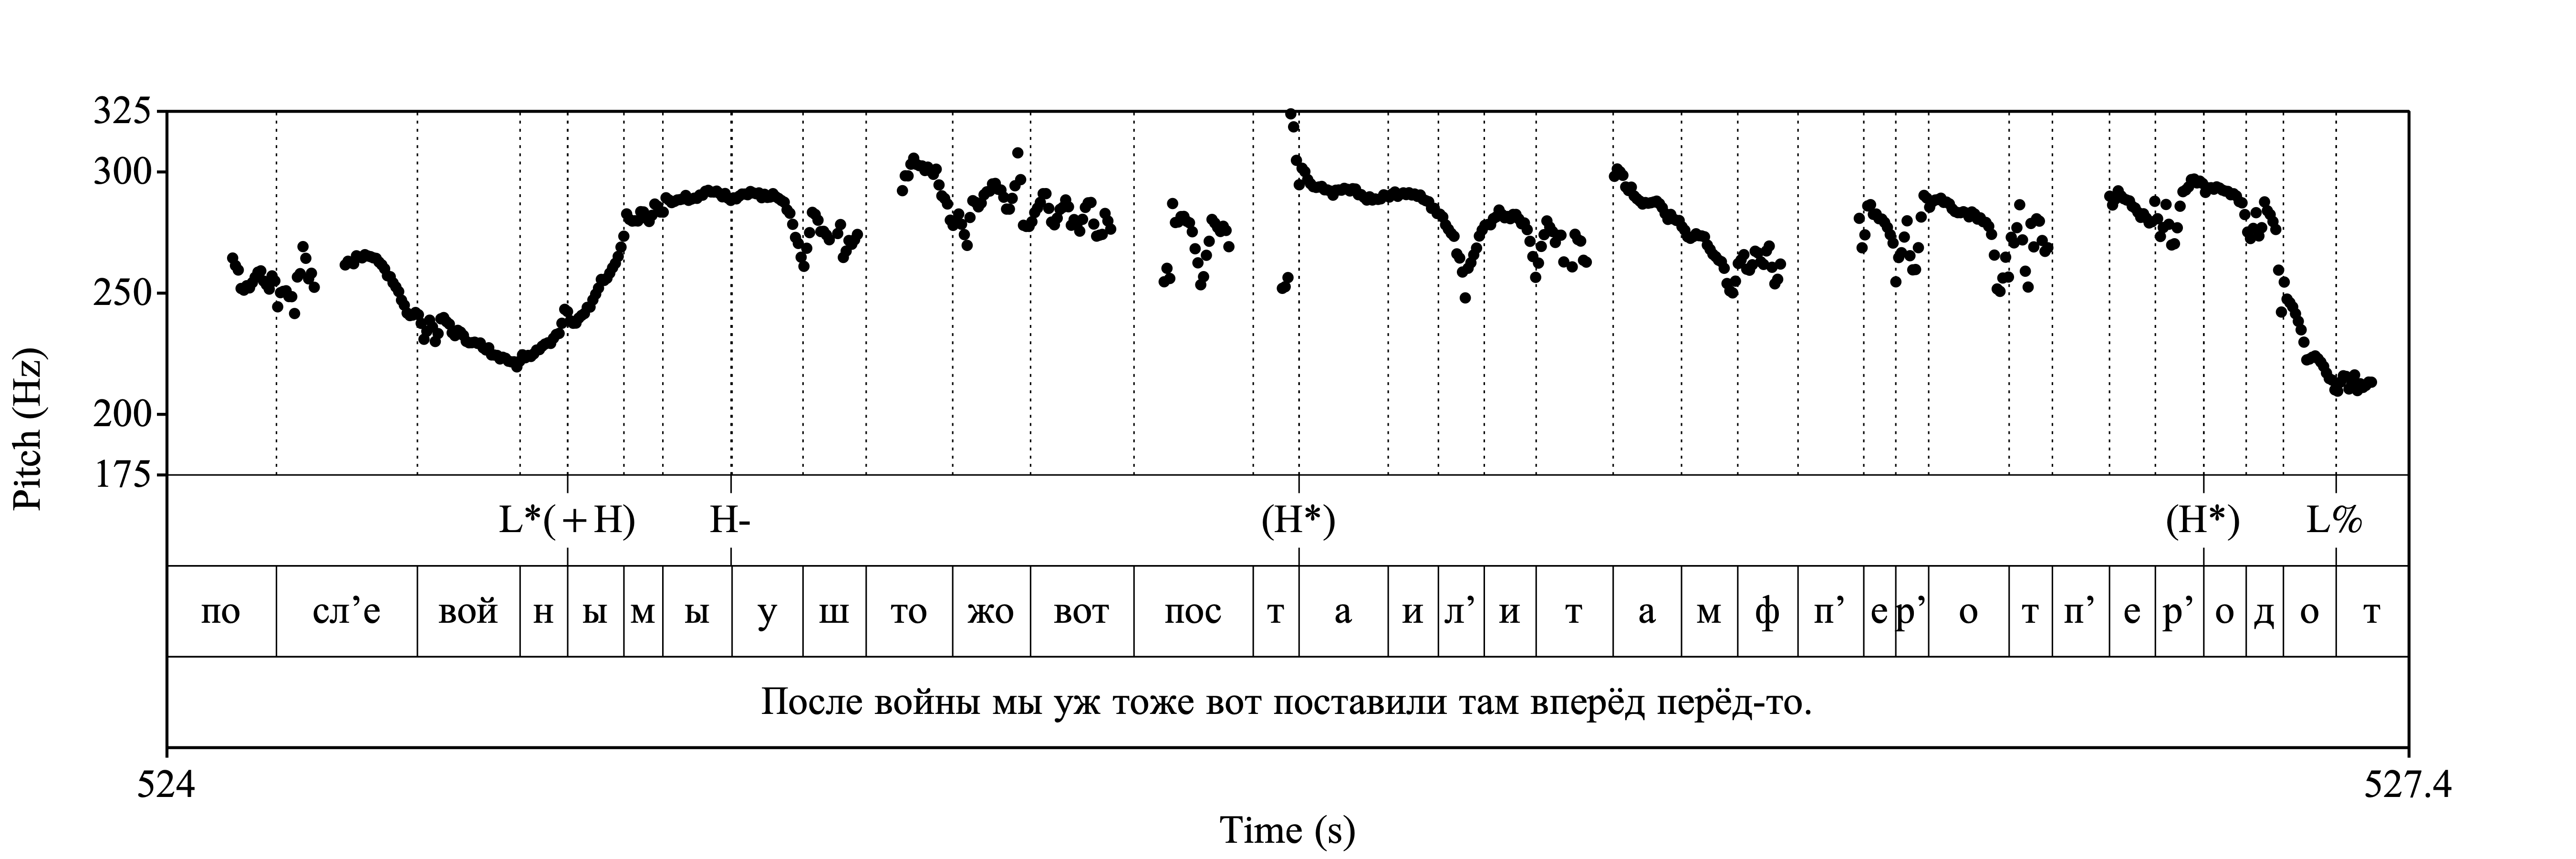 325
300
250
200
175
Pitch (Hz)
L*(+H) H- (H*) (H*) L%
по сл’е вой н ы м ы у ш то жо вот пос т а и л’ и т а м ф п’ е р’ о т п’ е р’ о д о т
После войны мы уж тоже вот поставили там вперёд перёд-то.
524 527.4
Time (s)